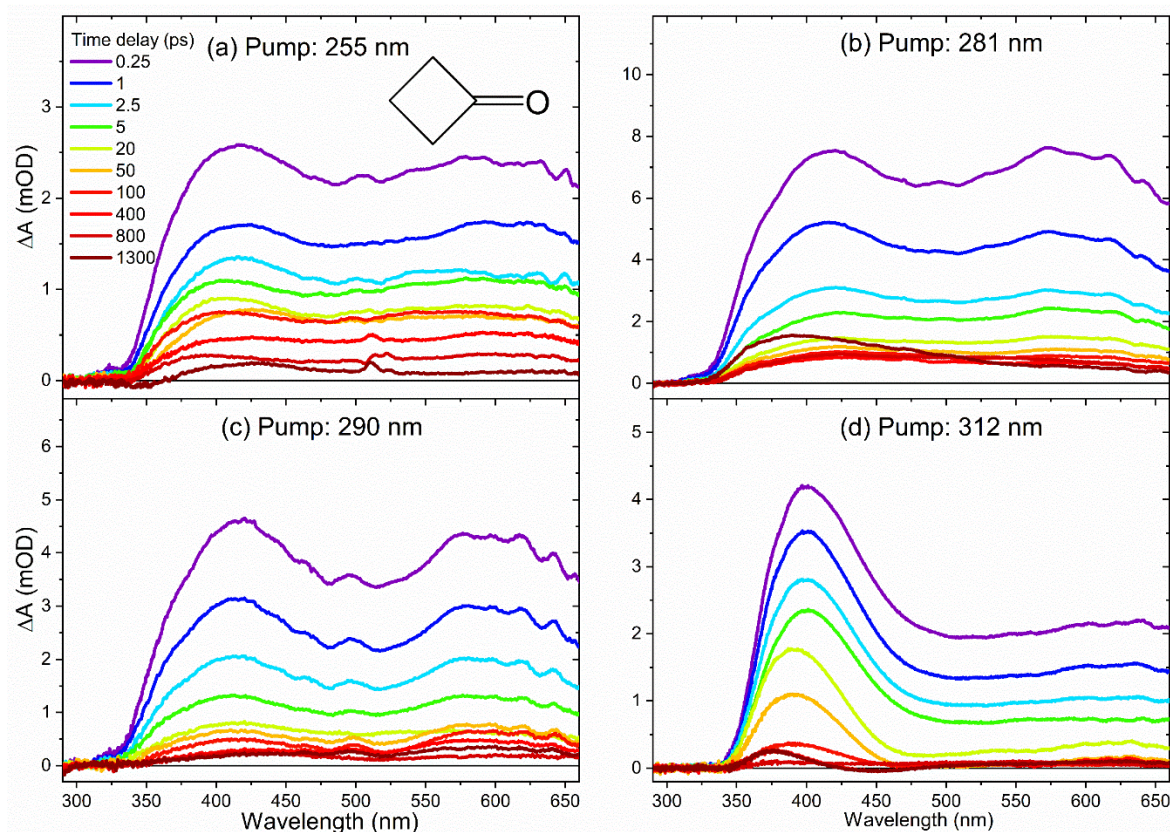 (a) Pump: 255 nm
Time delay (ps)
0.25
1
2.5
5
20
50
100
400
800
1300
O
3
2
1
0
ΔA (mOD)
(b) Pump: 281 nm
10
8
6
4
2
0
(c) Pump: 290 nm
6
5
4
3
2
1
0
ΔA (mOD)
300 350 400 450 500 550 600 650
Wavelength (nm)
(d) Pump: 312 nm
5
4
3
2
1
0
300 350 400 450 500 550 600 650
Wavelength (nm)